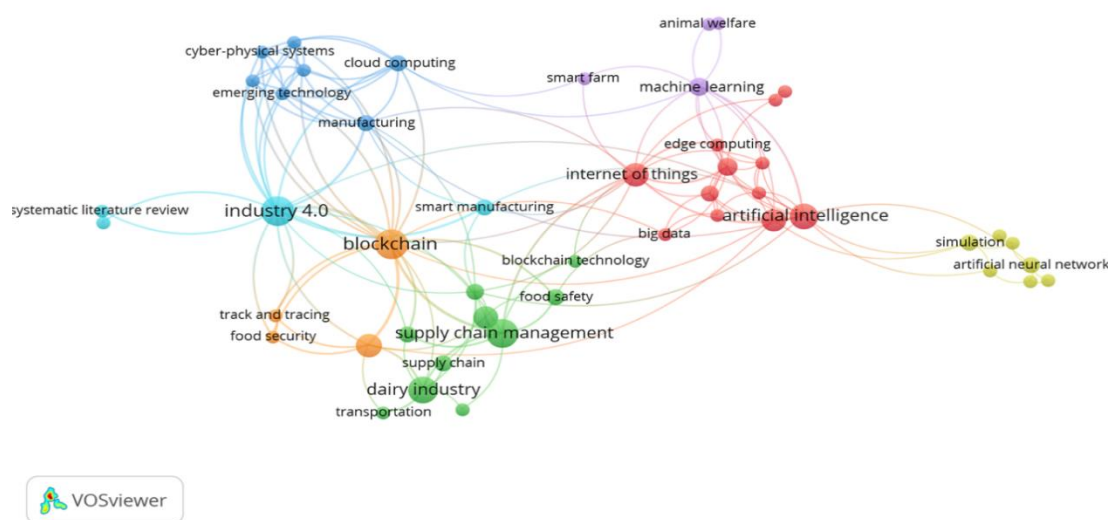 animal welfare
cyber-physical systems
cloud computing
smart farm
machine learning
emerging technology
manufacturing
edge computing
internet of things
systematic literature review
industry 4.0
smart manufacturing
artificial intelligence
big data
blockchain
simulation
blockchain technology
artificial neural network
food safety
track and tracing
food security
supply chain management
supply chain
dairy industry
transportation
VOSviewer